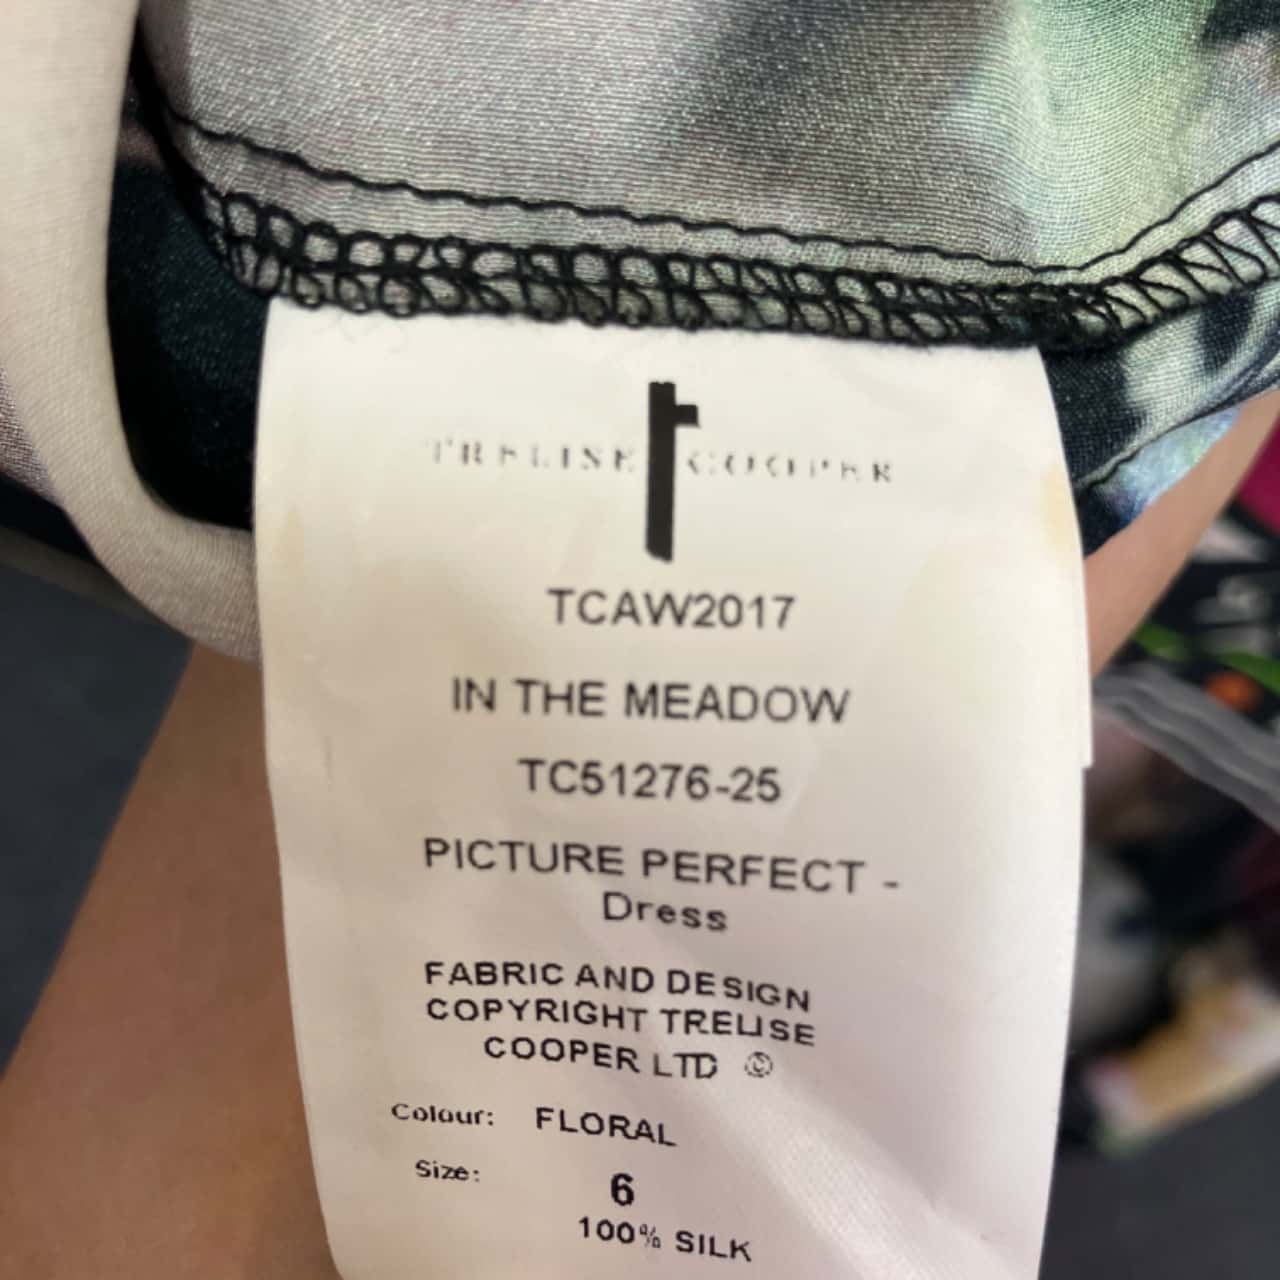 TRELISE COOPER
TCAW2017
IN THE MEADOW
TC51276-25
PICTURE PERFECT -
Dress
FABRIC AND DESIGN
COPYRIGHT TRELISE
COOPER LTD ©
Colour: FLORAL
Size: 6
100% SILK